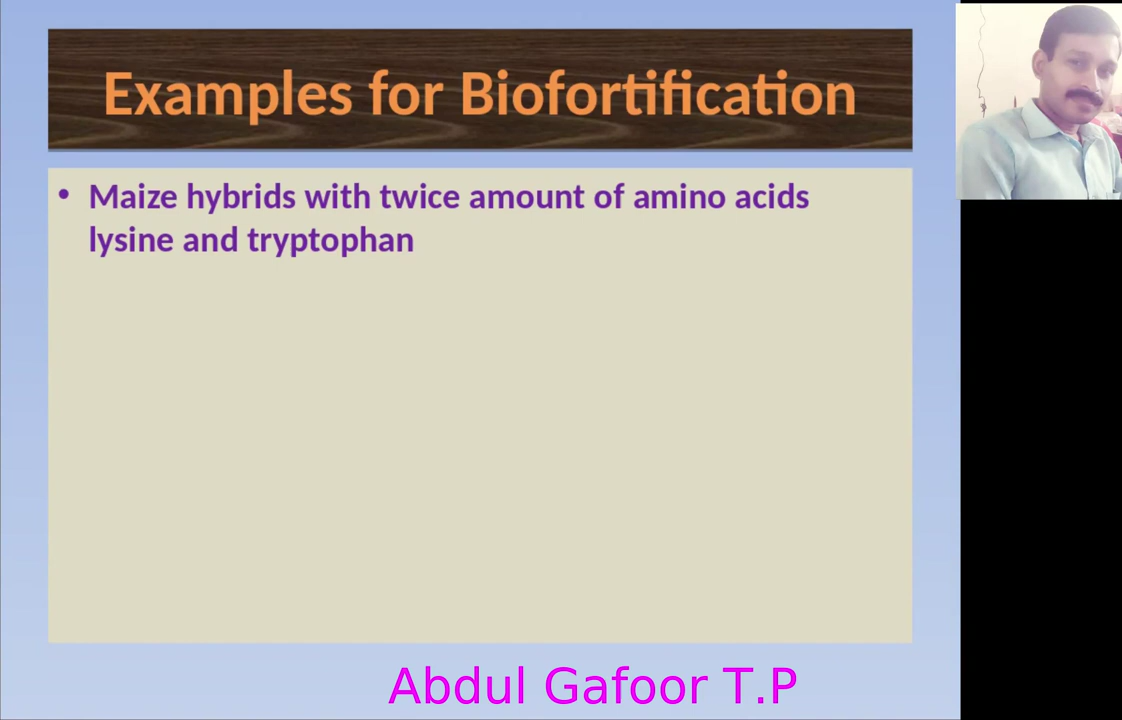 Examples for Biofortification
• Maize hybrids with twice amount of amino acids
lysine and tryptophan
Abdul Gafoor T.P